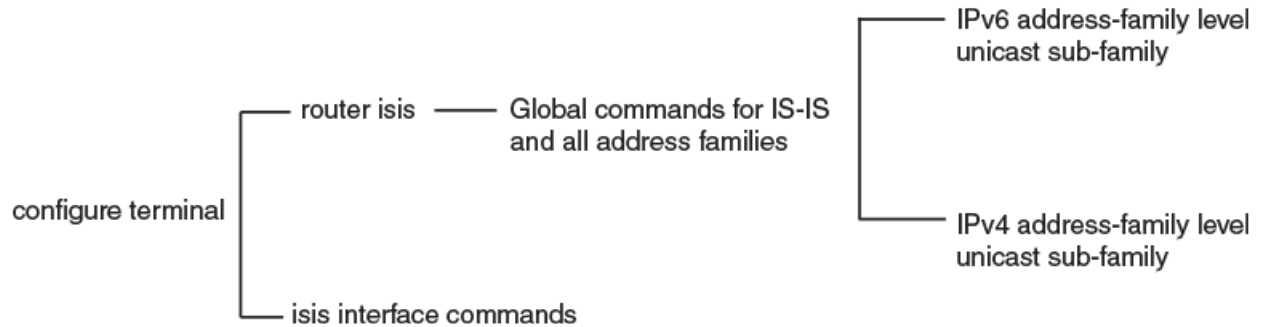 IPv6 address-family level
unicast sub-family
router isis
Global commands for IS-IS
and all address families
configure terminal
IPv4 address-family level
unicast sub-family
isis interface commands